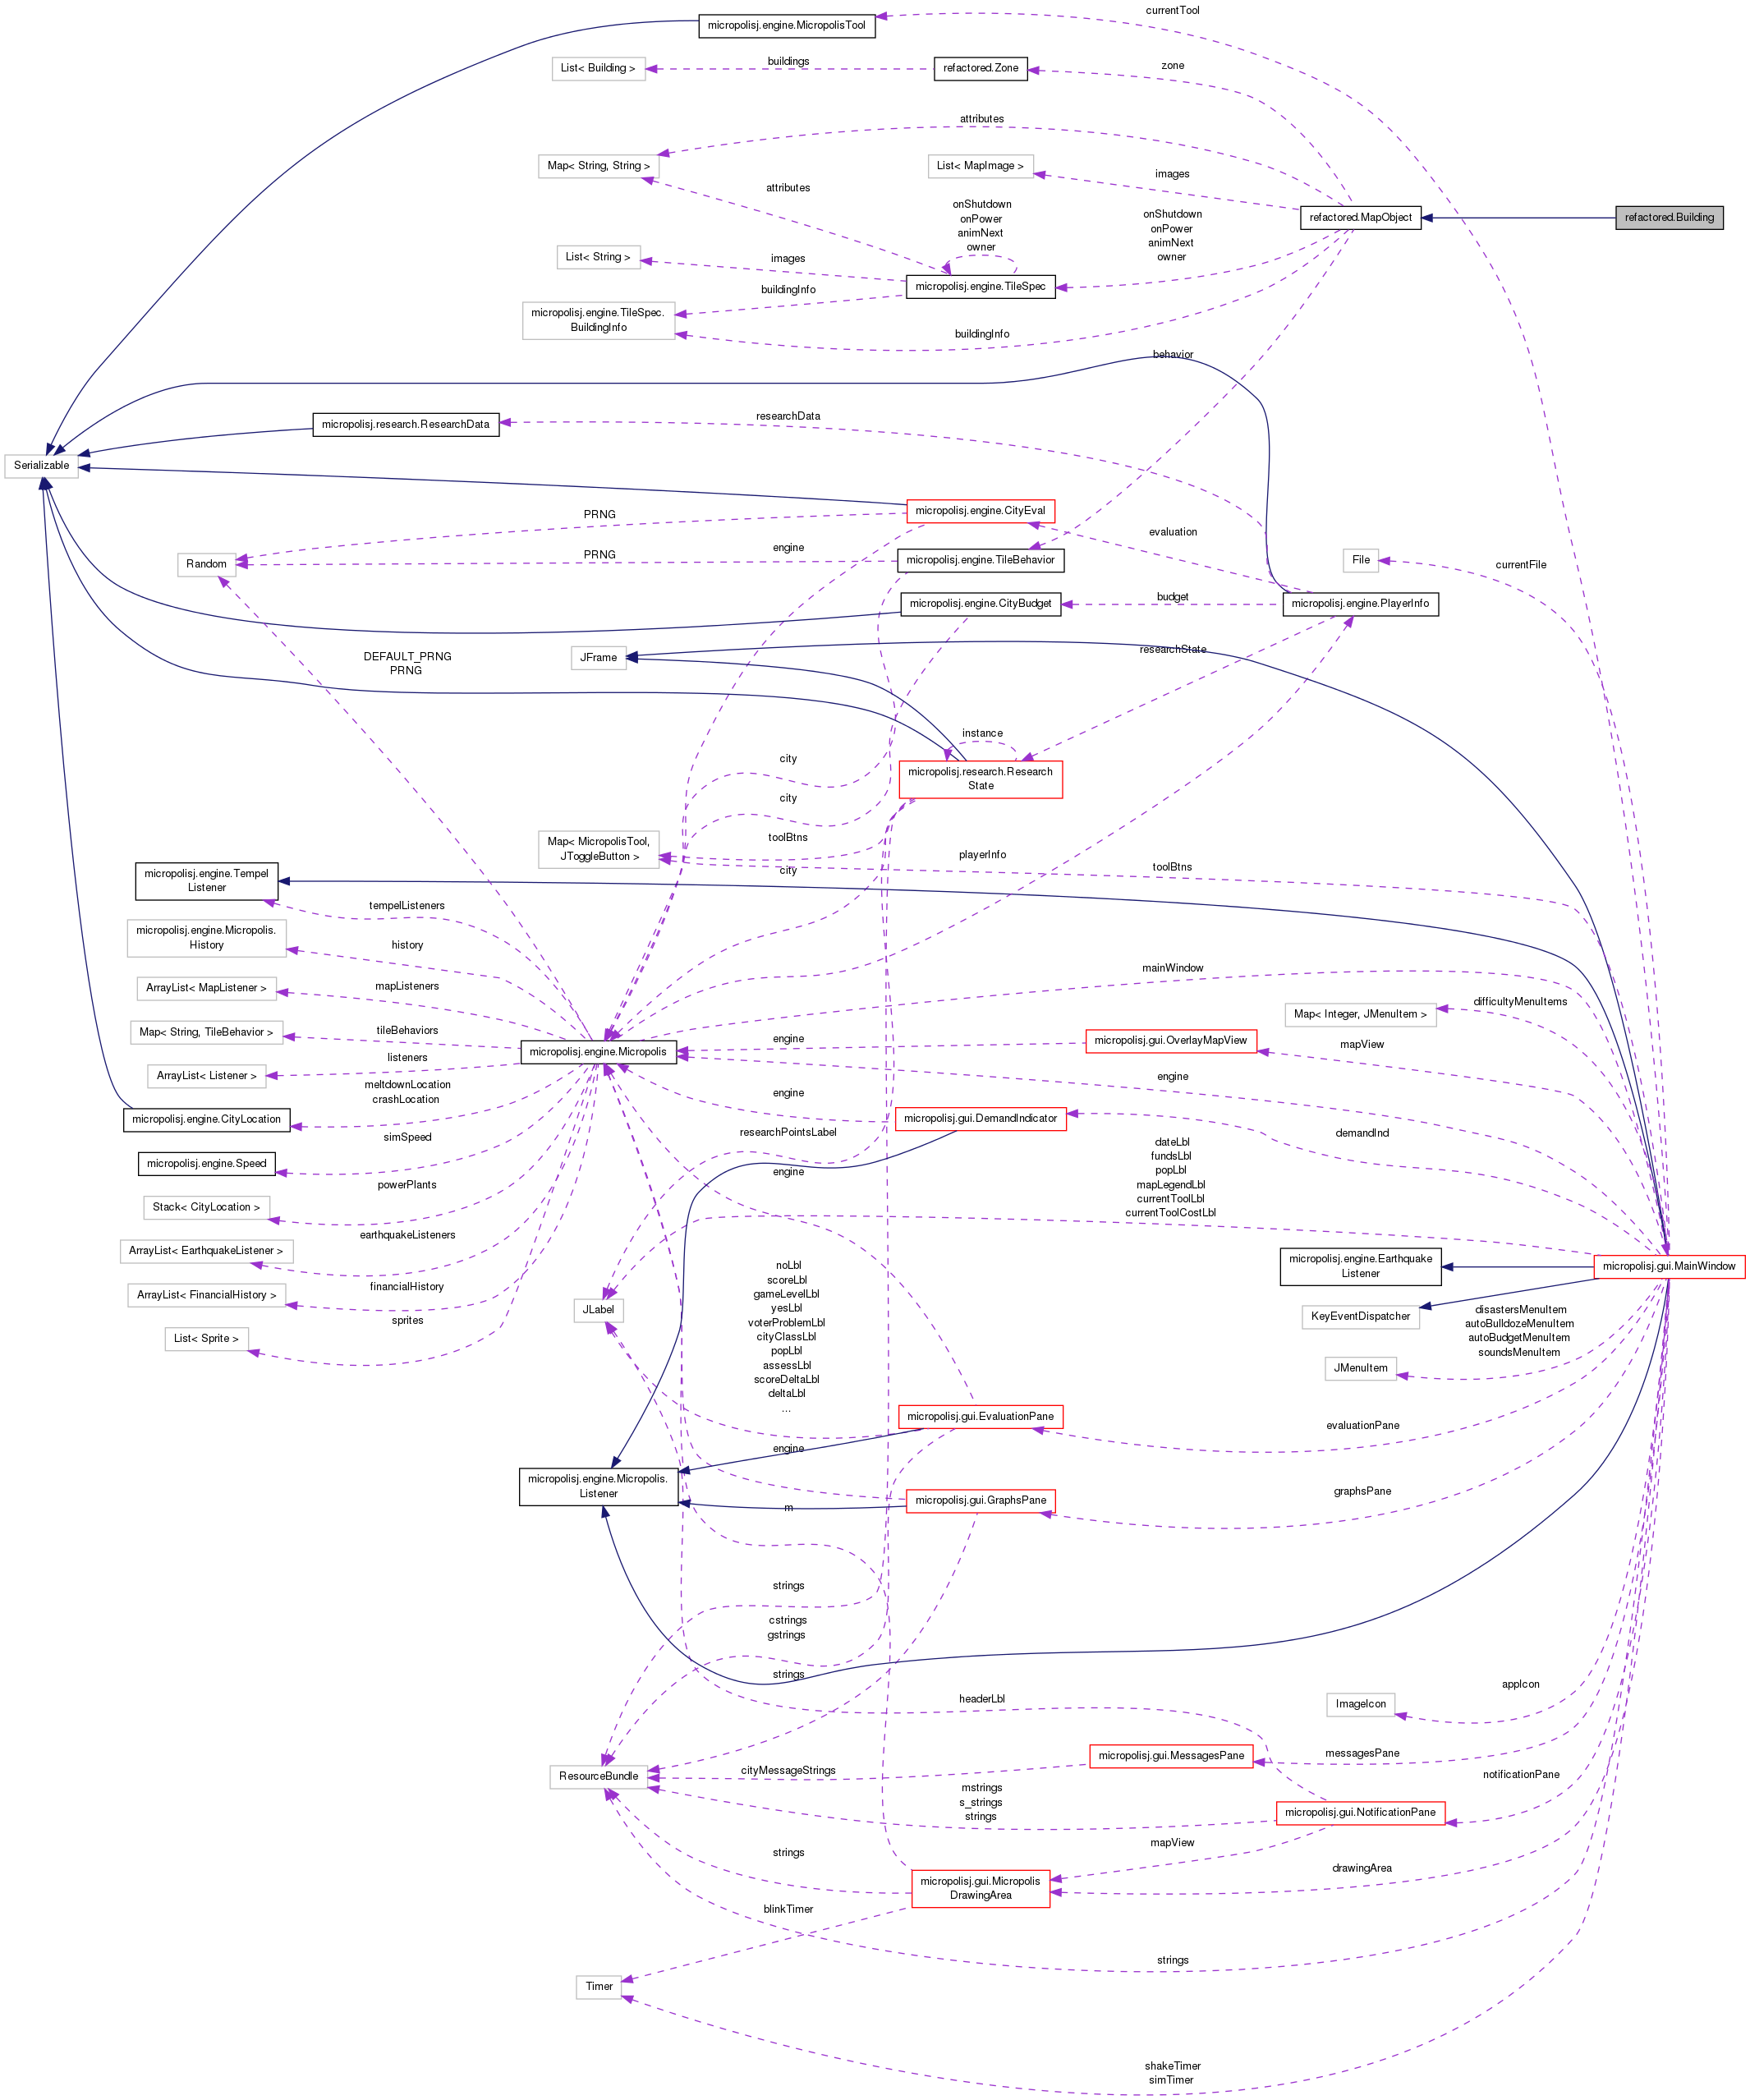 currentTool
micropolisj.engine.MicropolisTool
buildings
List< Building >
refactored.Zone
zone
attributes
Map< String, String >
List< MapImage >
images
attributes
onShutdown
onPower
animNext
owner
onShutdown
onPower
animNext
owner
refactored.MapObject
refactored.Building
List< String >
images
micropolisj.engine.TileSpec
buildingInfo
micropolisj.engine.TileSpec.
BuildingInfo
buildingInfo
behavior
researchData
micropolisj.research.ResearchData
Serializable
micropolisj.engine.CityEval
PRNG
evaluation
engine
PRNG
Random
micropolisj.engine.TileBehavior
File
currentFile
micropolisj.engine.CityBudget
budget
micropolisj.engine.PlayerInfo
DEFAULT_PRNG
PRNG
JFrame
researchState
instance
city
micropolisj.research.Research
State
city
toolBtns
Map< MicropolisTool,
JToggleButton >
playerInfo
city
toolBtns
micropolisj.engine.Tempel
Listener
tempelListeners
micropolisj.engine.Micropolis.
History
history
mainWindow
ArrayList< MapListener >
mapListeners
difficultyMenuItems
Map< Integer, JMenuItem >
Map< String, TileBehavior >
tileBehaviors
micropolisj.engine.Micropolis
engine
micropolisj.gui.OverlayMapView
mapView
listeners
ArrayList< Listener >
engine
meltdownLocation
crashLocation
engine
micropolisj.engine.CityLocation
micropolisj.gui.DemandIndicator
demandInd
simSpeed
micropolisj.engine.Speed
researchPointsLabel
engine
dateLbl
fundsLbl
popLbl
mapLegendLbl
currentToolLbl
currentToolCostLbl
powerPlants
Stack< CityLocation >
earthquakeListeners
ArrayList< EarthquakeListener >
micropolisj.engine.Earthquake
Listener
micropolisj.gui.MainWindow
financialHistory
ArrayList< FinancialHistory >
noLbl
scoreLbl
gameLevelLbl
yesLbl
voterProblemLbl
cityClassLbl
popLbl
assessLbl
scoreDeltaLbl
deltaLbl
...
JLabel
KeyEventDispatcher
sprites
List< Sprite >
disastersMenuItem
autoBulldozeMenuItem
autoBudgetMenuItem
soundsMenuItem
JMenuItem
micropolisj.gui.EvaluationPane
evaluationPane
engine
micropolisj.engine.Micropolis.
Listener
m
micropolisj.gui.GraphsPane
graphsPane
strings
cstrings
gstrings
strings
headerLbl
ImageIcon
appIcon
micropolisj.gui.MessagesPane
messagesPane
ResourceBundle
cityMessageStrings
mstrings
s_strings
strings
notificationPane
micropolisj.gui.NotificationPane
mapView
strings
micropolisj.gui.Micropolis
DrawingArea
drawingArea
blinkTimer
strings
Timer
shakeTimer
simTimer